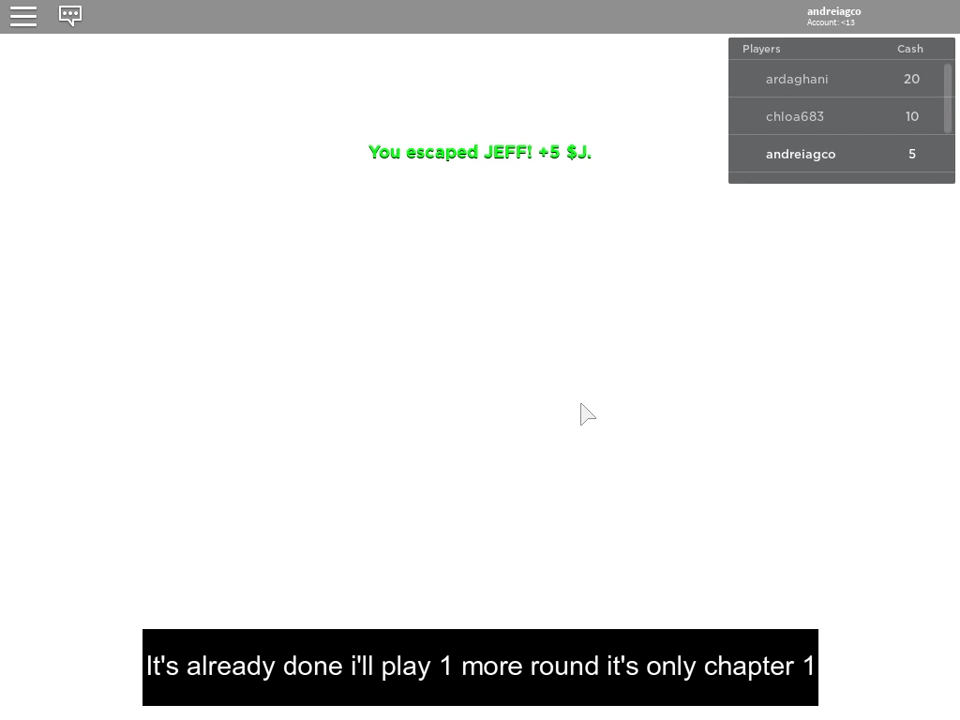 andreiagco
Account: <13
Players Cash
ardaghani 20
chloa683 10
andreiagco 5
You escaped JEFF! +5 $J.
It's already done i'll play 1 more round it's only chapter 1